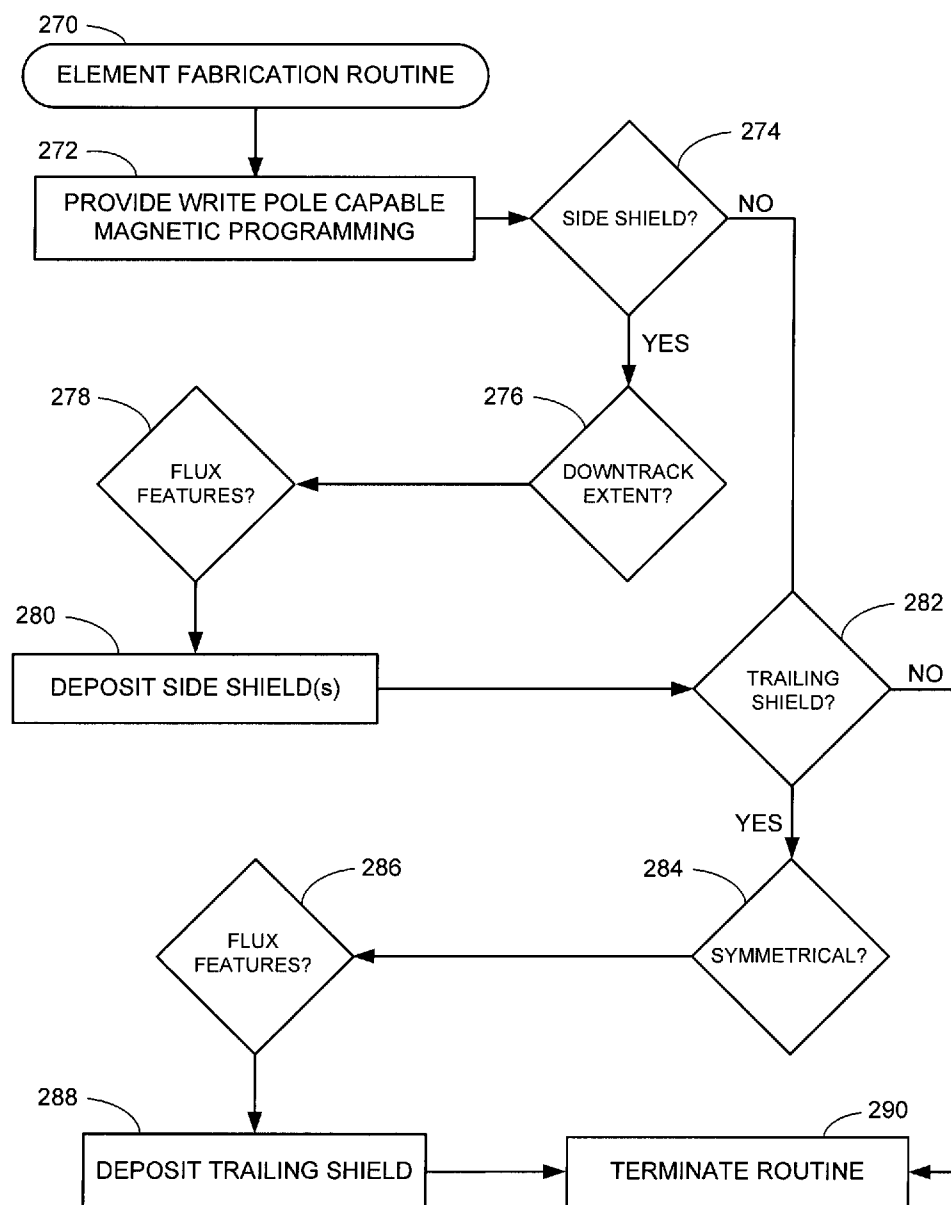 270
ELEMENT FABRICATION ROUTINE
272
PROVIDE WRITE POLE CAPABLE
MAGNETIC PROGRAMMING
274
SIDE SHIELD?
NO
YES
278
276
FLUX
FEATURES?
DOWNTRACK
EXTENT?
280
DEPOSIT SIDE SHIELD(s)
282
TRAILING
SHIELD?
NO
YES
286
284
FLUX
FEATURES?
SYMMETRICAL?
288
DEPOSIT TRAILING SHIELD
290
TERMINATE ROUTINE